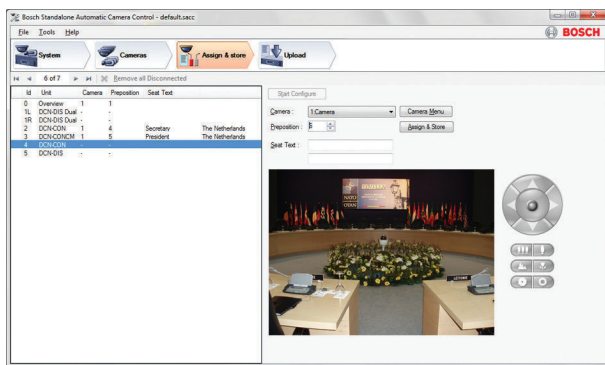 Bosch Standalone Automatic Camera Control - default.sacc
File Tools Help
BOSCH
System Cameras Assign & store Upload
6 of 7 Remove all Disconnected
Id Unit Camera Preposition Seat Text
0 Overview 1 1
1L DCN-DIS Dual - -
1R DCN-DIS Dual - -
2 DCN-CON 1 4 Secretary The Netherlands
3 DCN-CONCM 1 5 President The Netherlands
4 DCN-CON - -
5 DCN-DIS - -
Start Configure
Camera : 1:Camera Camera Menu
Preposition : 6 Assign & Store
Seat Text :
NATO
OTAN